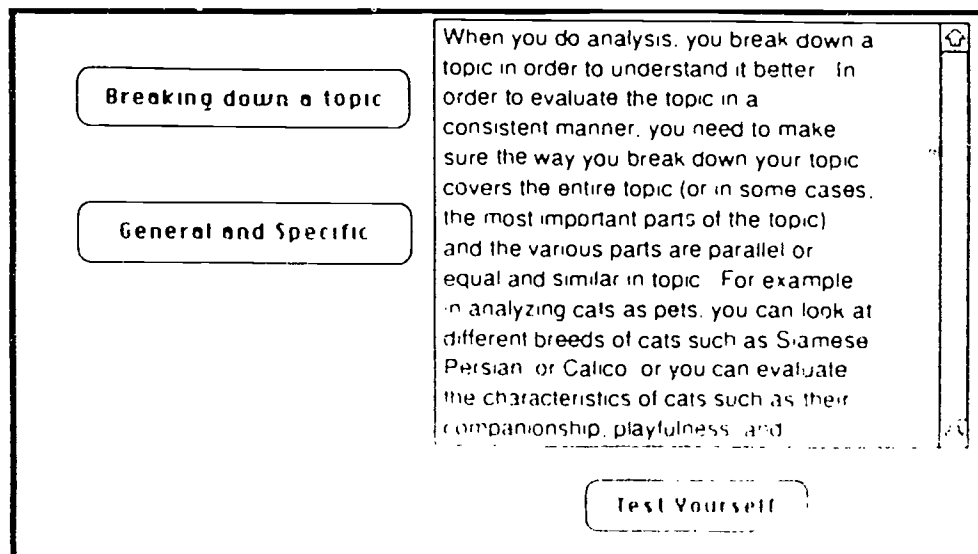 Breaking down a topic
General and Specific
When you do analysis, you break down a
topic in order to understand it better In
order to evaluate the topic in a
consistent manner, you need to make
sure the way you break down your topic
covers the entire topic (or in some cases,
the most important parts of the topic)
and the various parts are parallel or
equal and similar in topic For example
in analyzing cats as pets, you can look at
different breeds of cats such as Siamese
Persian or Calico or you can evaluate
the characteristics of cats such as their
companionship, playfulness and
Test Yourself